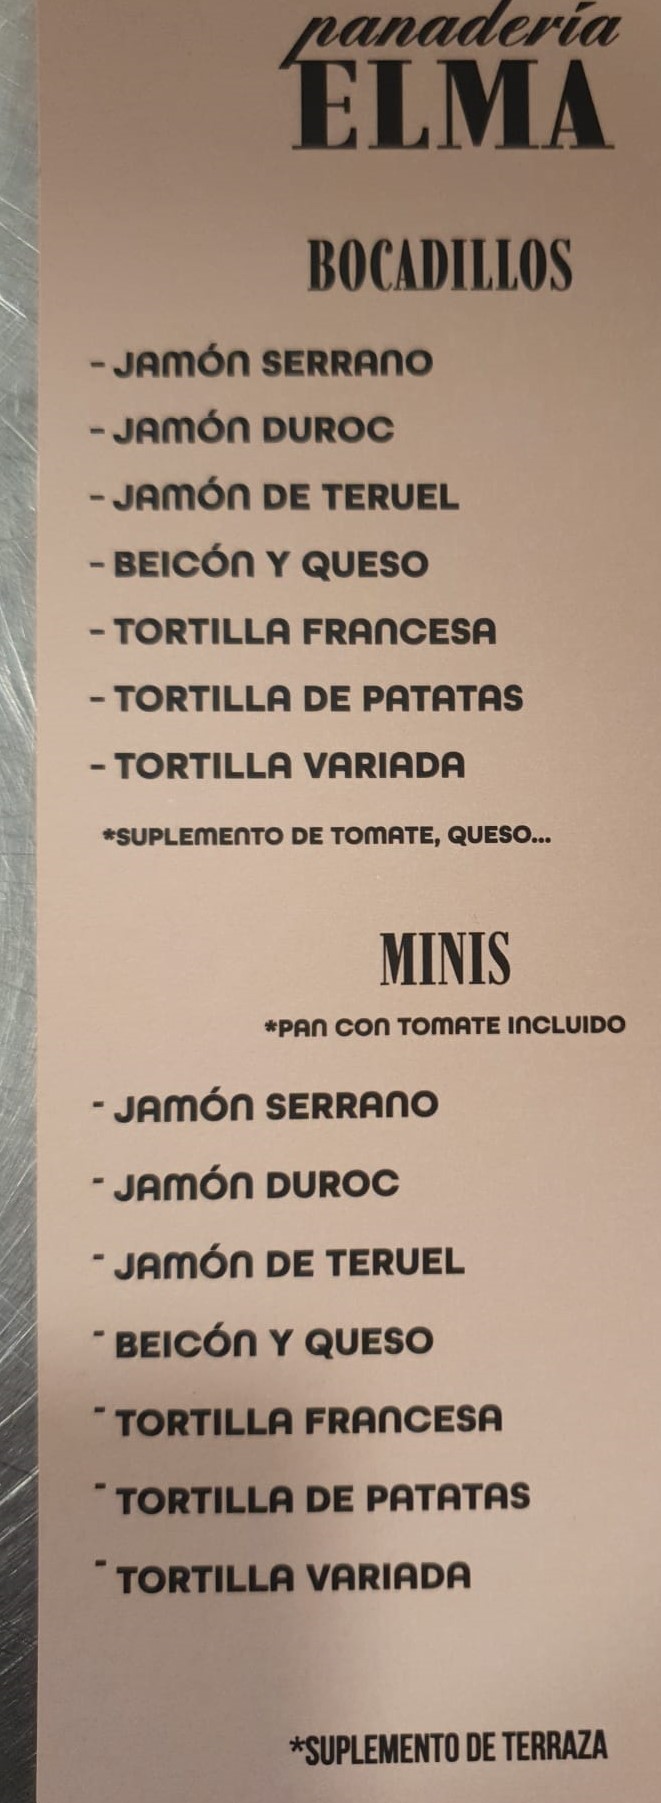 panadería
ELMA
BOCADILLOS
- JAMÓN SERRANO
- JAMÓN DUROC
- JAMÓN DE TERUEL
- BEICÓN Y QUESO
- TORTILLA FRANCESA
- TORTILLA DE PATATAS
- TORTILLA VARIADA
*SUPLEMENTO DE TOMATE, QUESO...
MINIS
*PAN CON TOMATE INCLUIDO
- JAMÓN SERRANO
- JAMÓN DUROC
- JAMÓN DE TERUEL
- BEICÓN Y QUESO
- TORTILLA FRANCESA
- TORTILLA DE PATATAS
- TORTILLA VARIADA
*SUPLEMENTO DE TERRAZA